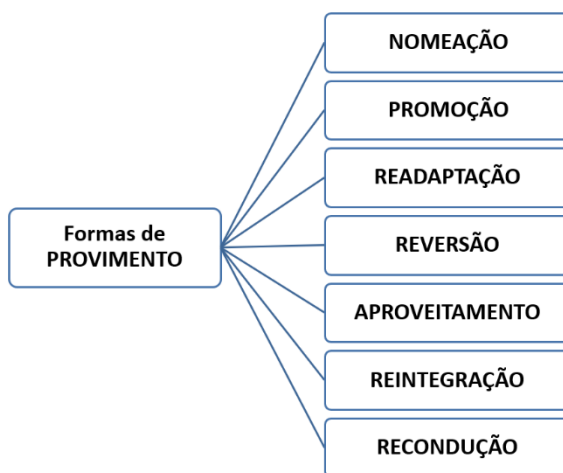 Formas de
PROVIMENTO
NOMEAÇÃO
PROMOÇÃO
READAPTAÇÃO
REVERSÃO
APROVEITAMENTO
REINTEGRAÇÃO
RECONDUÇÃO